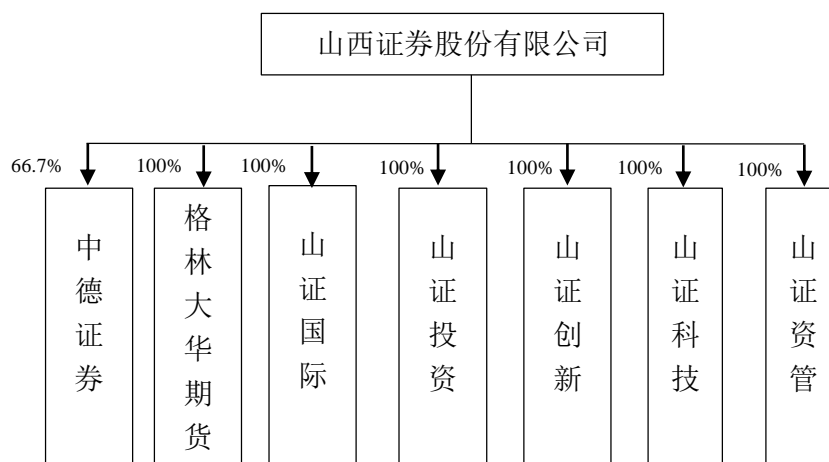 山西证券股份有限公司
66.7%
100%
100%
100%
100%
100%
100%
中德证券
格林大华期货
山证国际
山证投资
山证创新
山证科技
山证资管